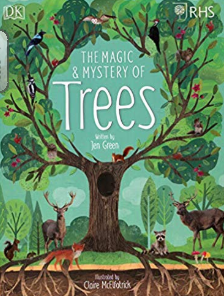 DK
RHS
THE MAGIC
& MYSTERY OF
Trees
Written by
Jen Green
Illustrated by
Claire McElfatrick